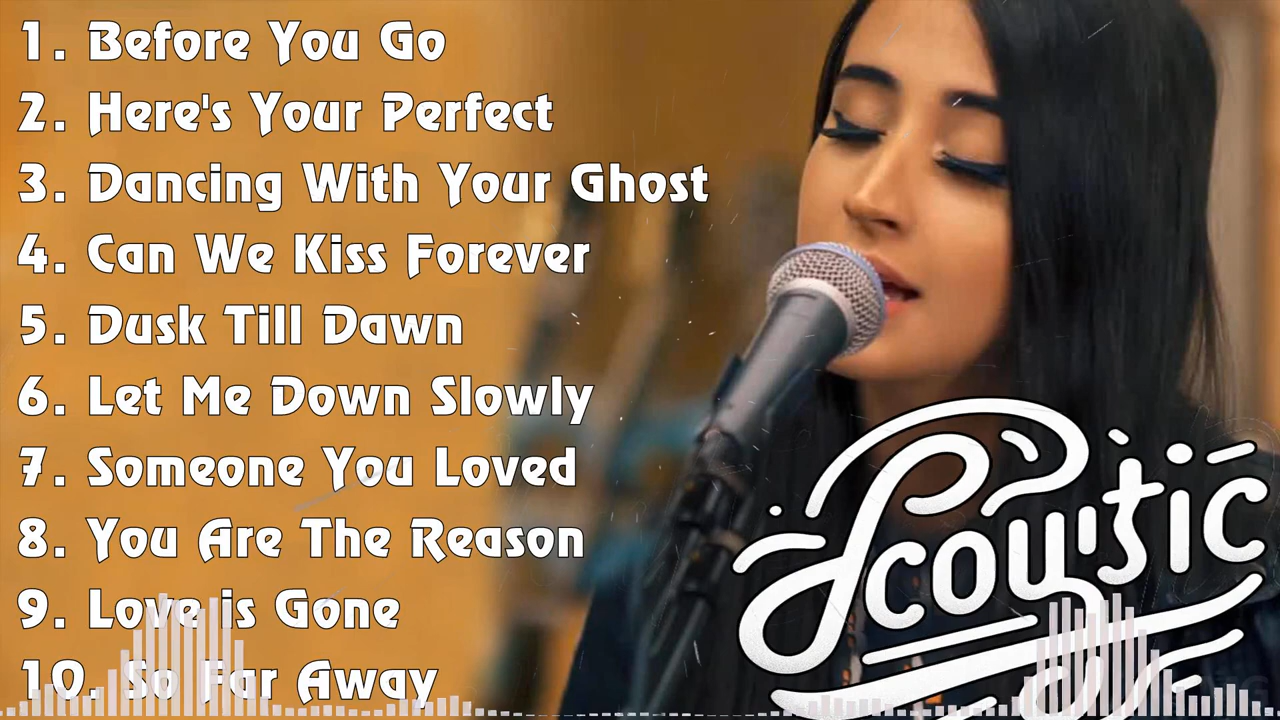 1. Before You Go
2. Here's Your Perfect
3. Dancing With Your Ghost
4. Can We Kiss Forever
5. Dusk Till Dawn
6. Let Me Down Slowly
7. Someone You Loved
8. You Are The Reason
9. Love is Gone
10. So Far Away
Acoustic